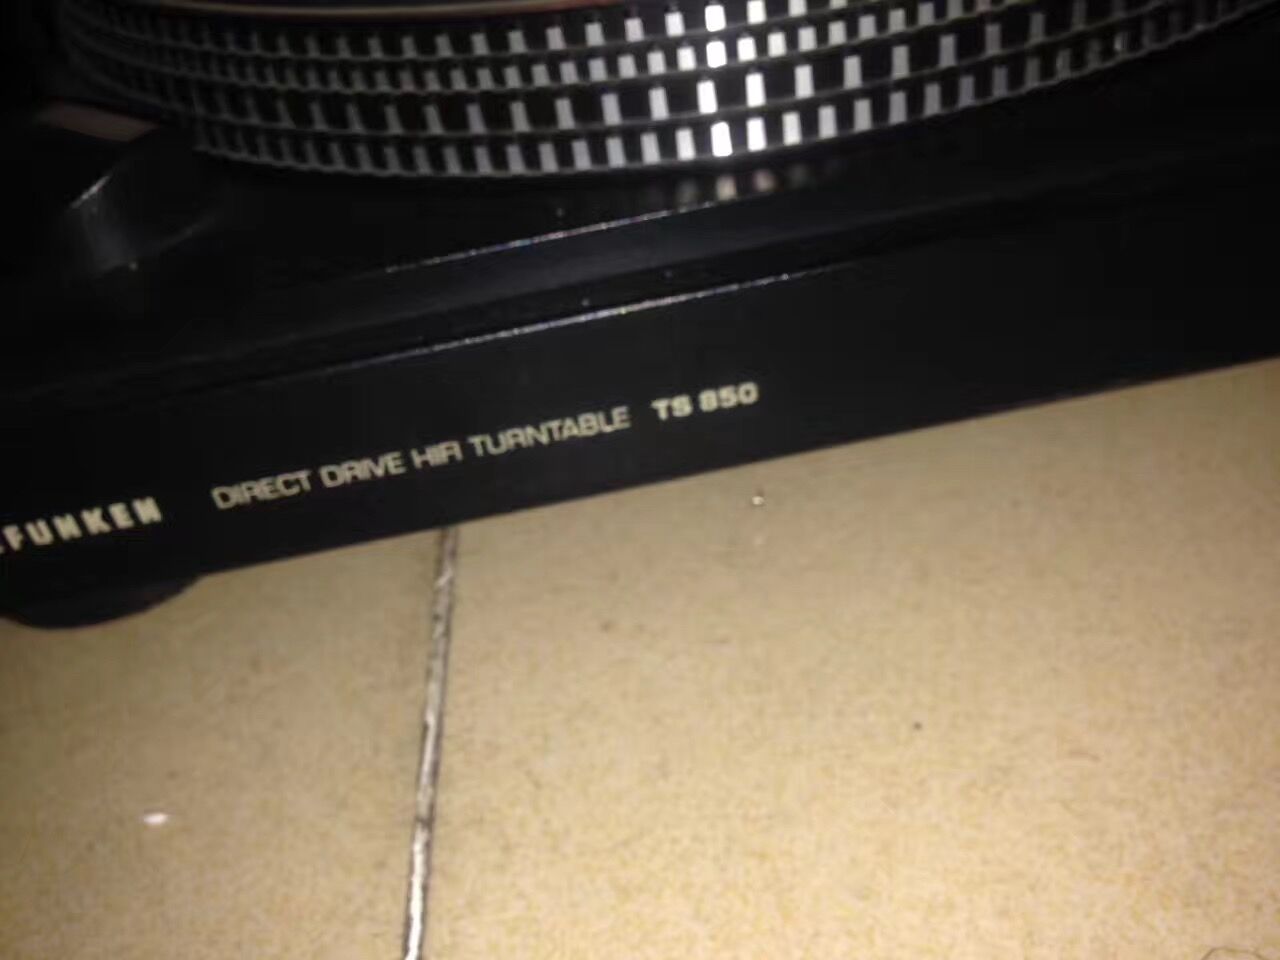 FUNKEN DIRECT DRIVE HIFI TURNTABLE TS 850